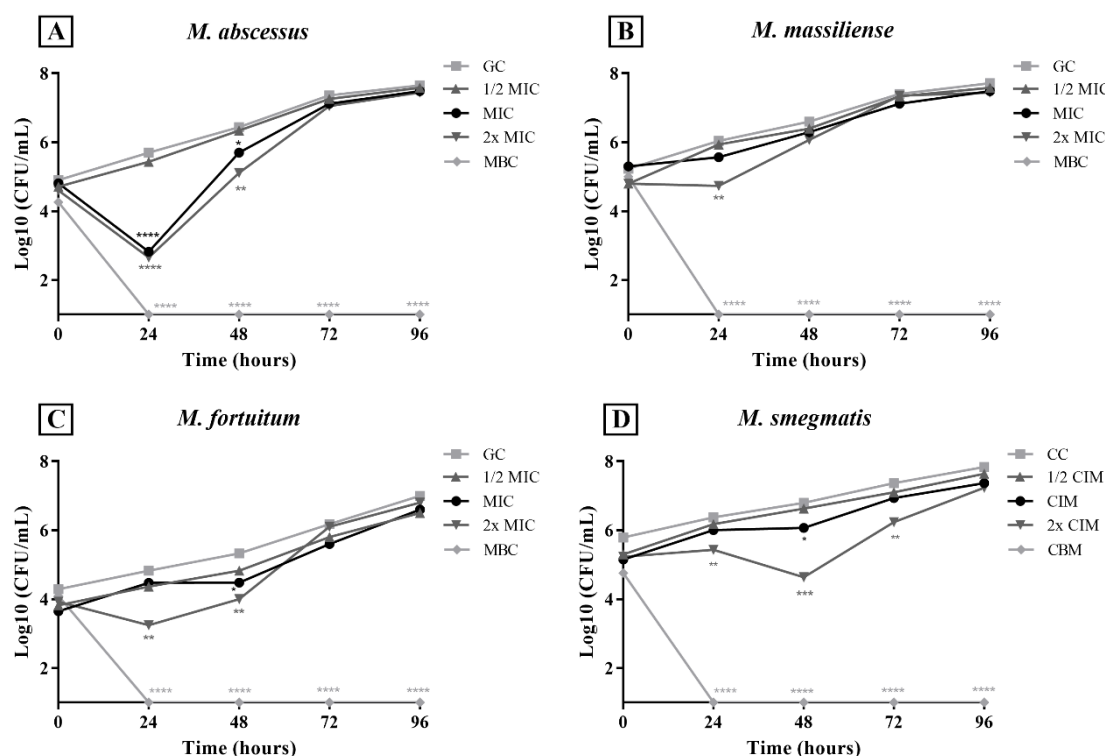 A M. abscessus
Log10 (CFU/mL)
8
6
4
2
GC
1/2 MIC
MIC
2x MIC
MBC
****
****
*
**
**** **** **** ****
0 24 48 72 96
Time (hours)
B M. massiliense
Log10 (CFU/mL)
8
6
4
2
GC
1/2 MIC
MIC
2x MIC
MBC
**
**** **** **** ****
0 24 48 72 96
Time (hours)
C M. fortuitum
Log10 (CFU/mL)
8
6
4
2
GC
1/2 MIC
MIC
2x MIC
MBC
*
**
**
**** **** **** ****
0 24 48 72 96
Time (hours)
D M. smegmatis
Log10 (CFU/mL)
8
6
4
2
CC
1/2 CIM
CIM
2x CIM
CBM
*
**
**
***
**** **** **** ****
0 24 48 72 96
Time (hours)